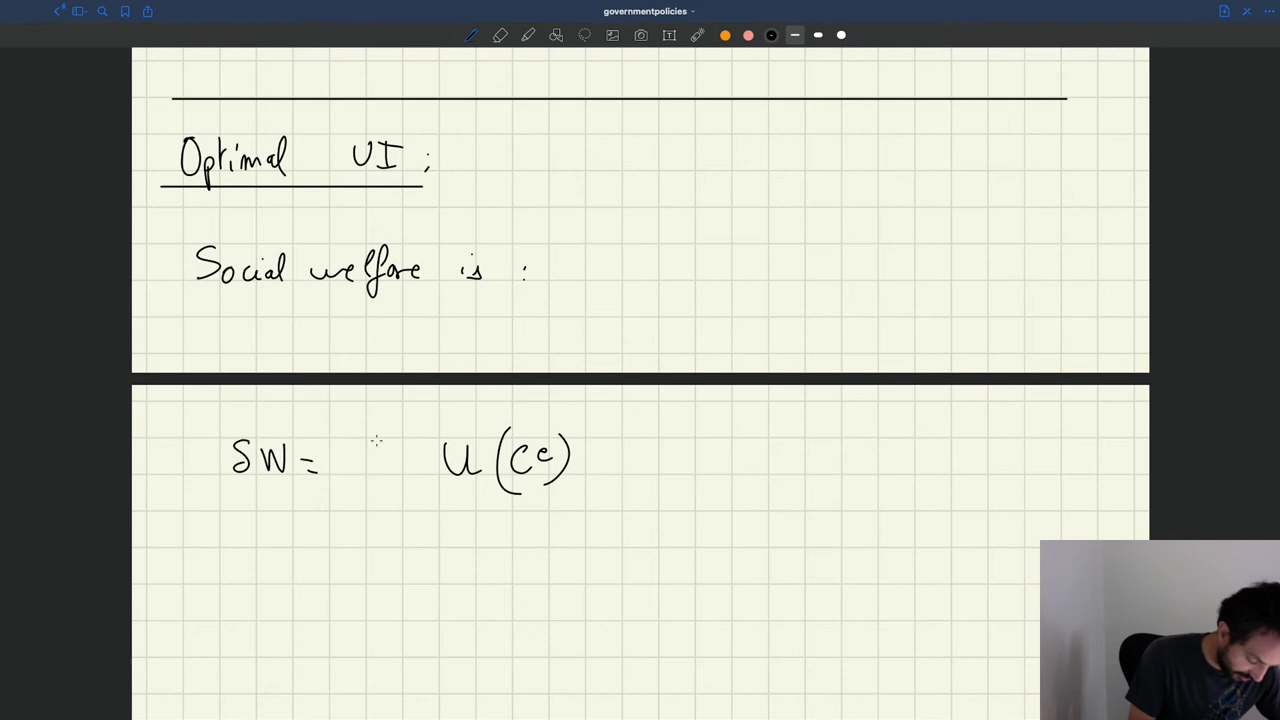 governmentpolicies
Optimal UI:
Social welfare is :
SW = U(cᵉ)